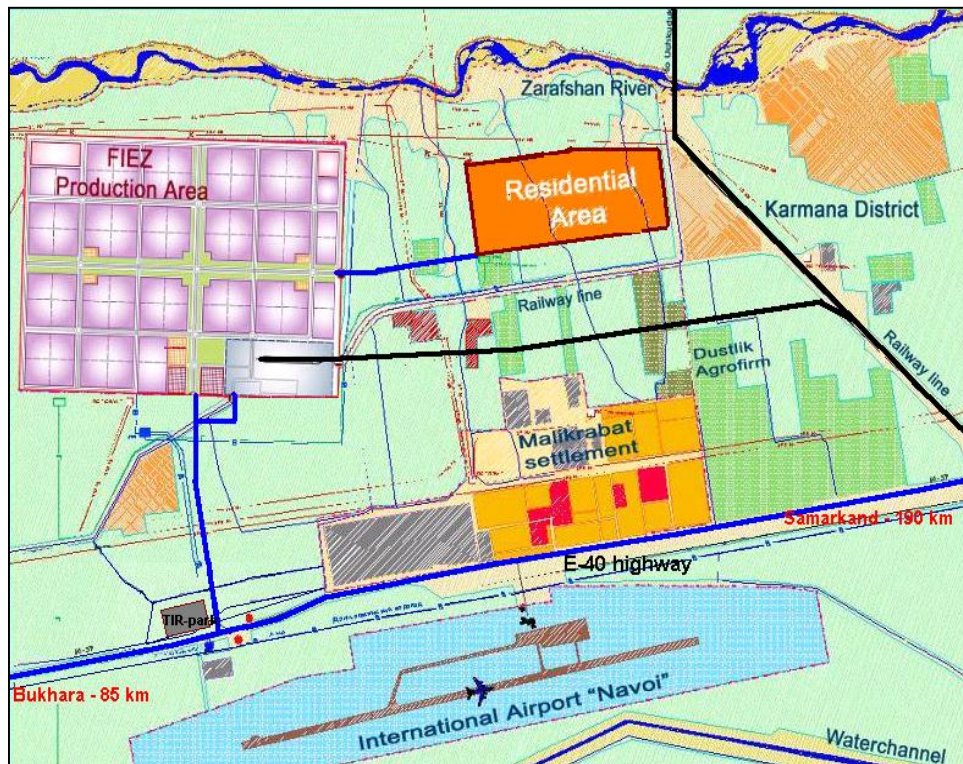 Zarafshan River
FIEZ
Production Area
Residential
Area
Karmana District
Railway line
Railway line
Dustlik
Agrofirm
Malikrabat
settlement
Samarkand - 190 km
E-40 highway
TIR-park
Bukhara - 85 km
International Airport "Navoi"
Waterchannel